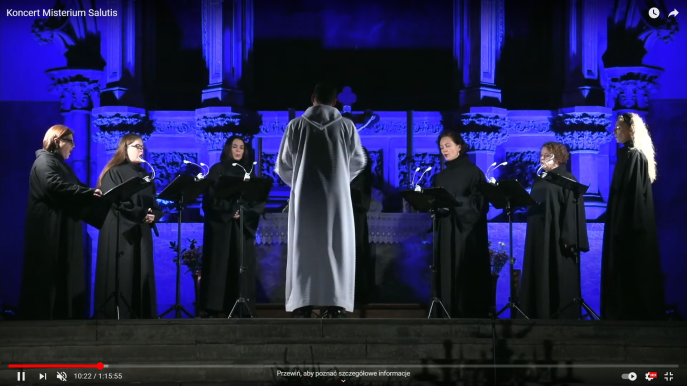 Koncert Misterium Salutis
10:22 / 1:15:55
Przewiń, aby poznać szczegółowe informacje